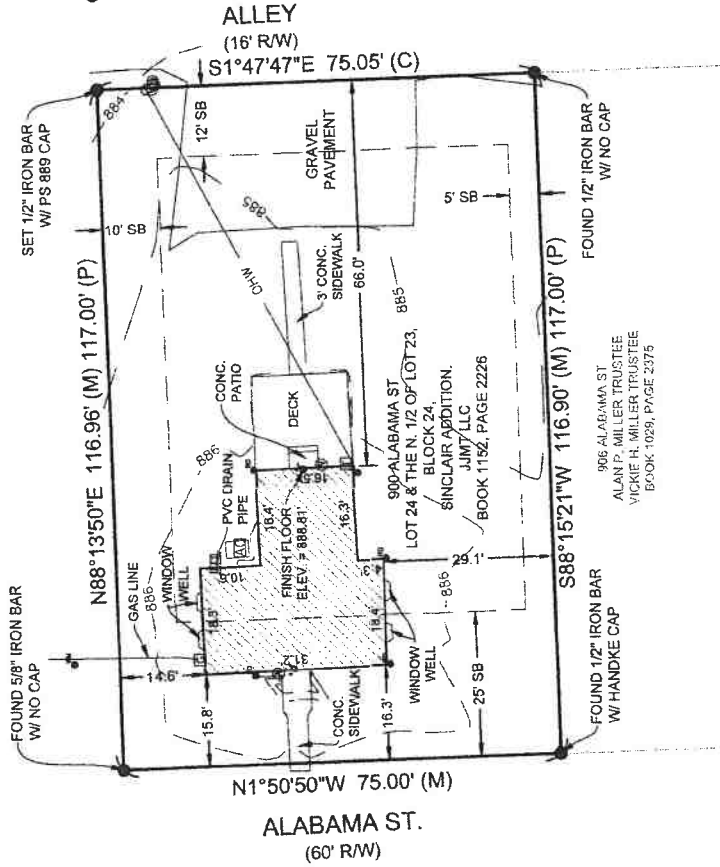 ALLEY
(16' R/W)
S1°47'47"E 75.05' (C)
SET 1/2" IRON BAR
W/ PS 889 CAP
884
12' SB
GRAVEL
PAVEMENT
FOUND 1/2" IRON BAR
W/ NO CAP
10' SB
5' SB
885
OHW
3' CONC.
SIDEWALK
66.0'
885
N88°13'50"E 116.96' (M) 117.00' (P)
S88°15'21"W 116.90' (M) 117.00' (P)
CONC.
PATIO
DECK
886
900 ALABAMA ST
LOT 24 & THE N. 1/2 OF LOT 23,
BLOCK 24,
SINCLAIR ADDITION,
JJMT LLC
BOOK 1152, PAGE 2226
906 ALABAMA ST
ALAN P. MILLER TRUSTEE
VICKIE H. MILLER TRUSTEE
BOOK 1029, PAGE 2375
PVC DRAIN
PIPE
AC
18.4'
16.5'
16.3'
FINISH FLOOR
ELEV. = 888.81'
WINDOW
WELL
GAS LINE
886
18.4'
29.1'
886
FOUND 5/8" IRON BAR
W/ NO CAP
14.6'
15.8'
31.2'
CONC.
SIDEWALK
16.3'
WINDOW
WELL
25' SB
FOUND 1/2" IRON BAR
W/ HANDKE CAP
N1°50'50"W 75.00' (M)
ALABAMA ST.
(60' R/W)